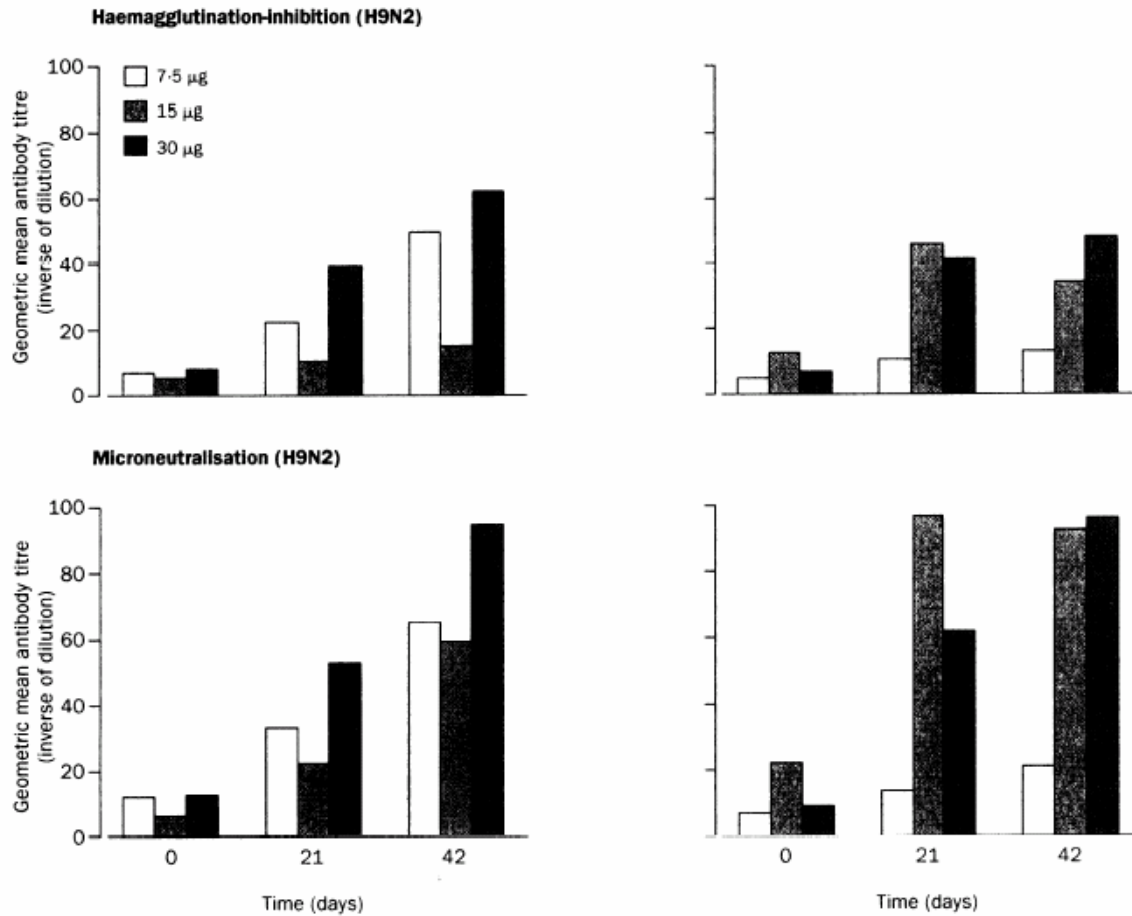 Haemagglutination-inhibition (H9N2)
Geometric mean antibody titre
(inverse of dilution)
100
80
60
40
20
0
7·5 µg
15 µg
30 µg
Microneutralisation (H9N2)
Geometric mean antibody titre
(inverse of dilution)
100
80
60
40
20
0
0 21 42
Time (days)
0 21 42
Time (days)